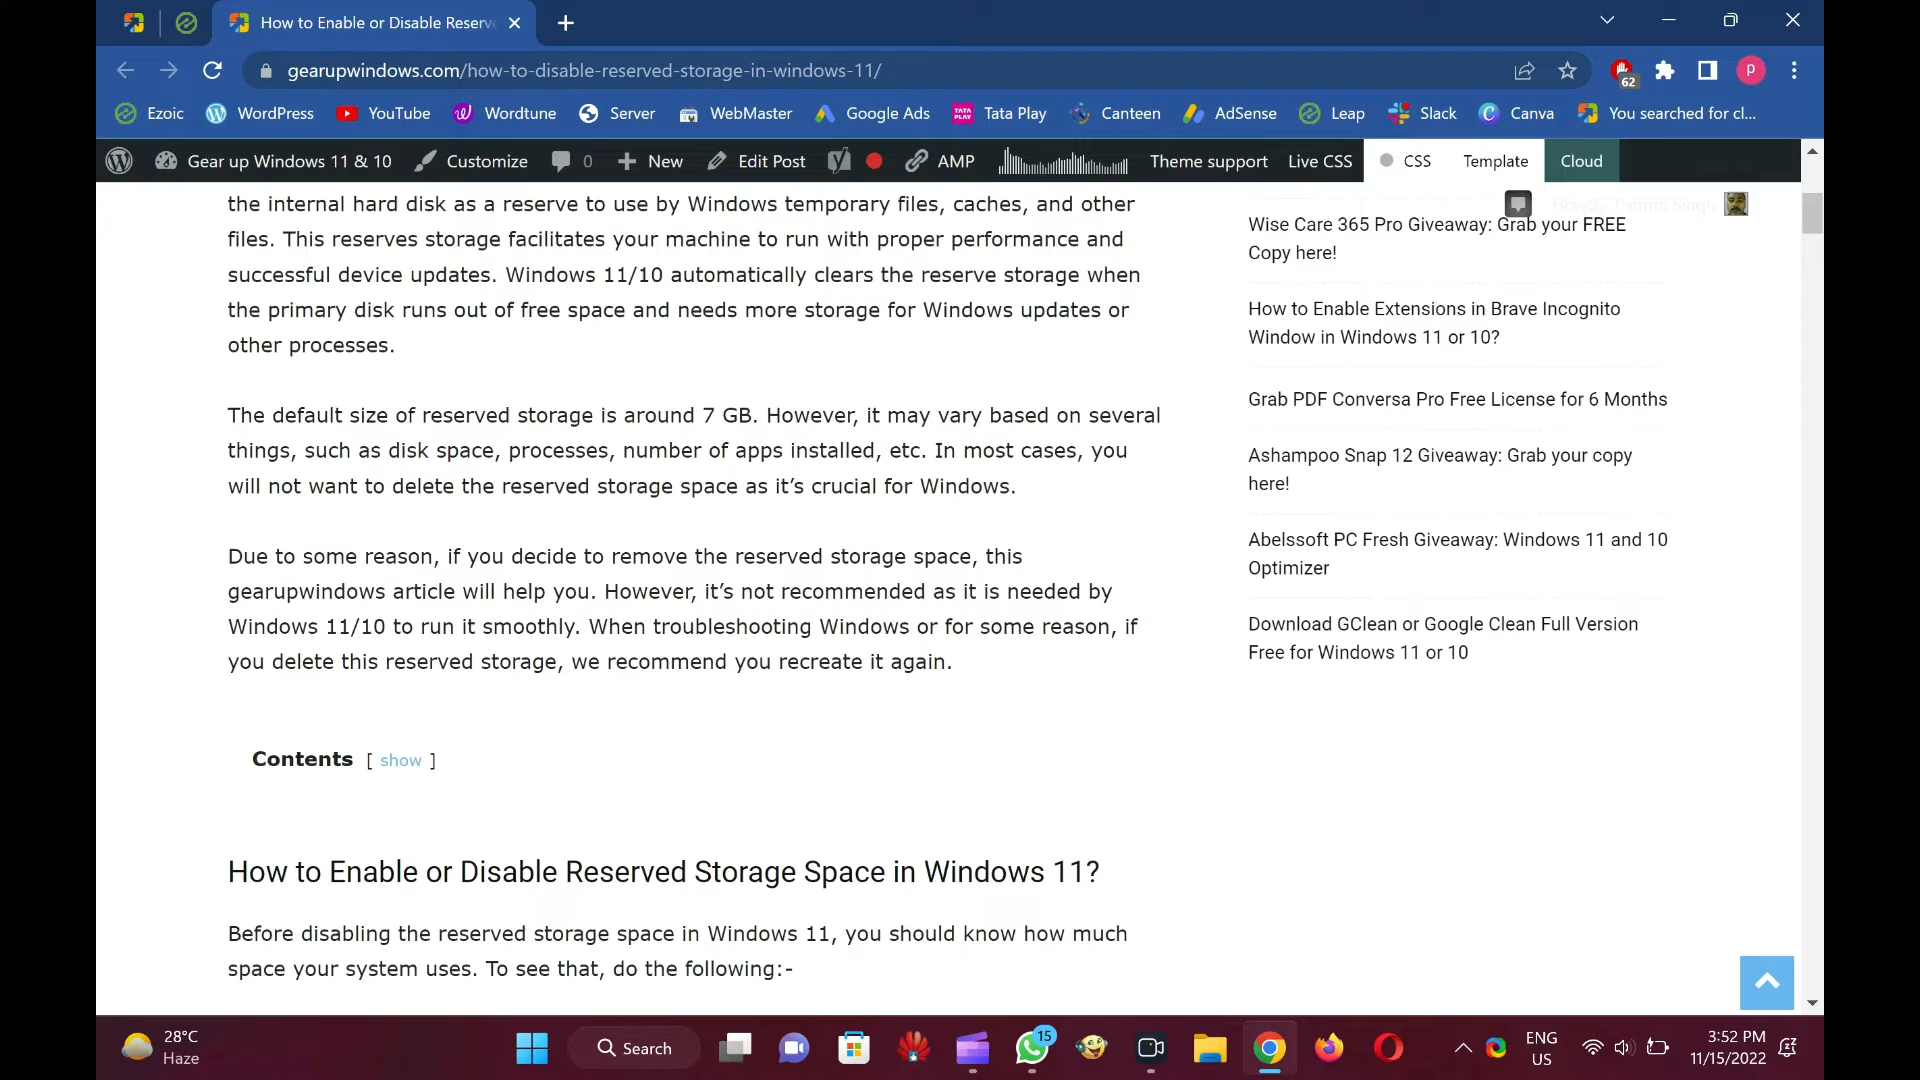 How to Enable or Disable Reserv
gearupwindows.com/how-to-disable-reserved-storage-in-windows-11/
62
P
Ezoic WordPress YouTube Wordtune Server WebMaster Google Ads Tata Play Canteen AdSense Leap Slack Canva You searched for cl...
Gear up Windows 11 & 10 Customize 0 New Edit Post AMP Theme support Live CSS CSS Template Cloud
the internal hard disk as a reserve to use by Windows temporary files, caches, and other
files. This reserves storage facilitates your machine to run with proper performance and
successful device updates. Windows 11/10 automatically clears the reserve storage when
the primary disk runs out of free space and needs more storage for Windows updates or
other processes.
The default size of reserved storage is around 7 GB. However, it may vary based on several
things, such as disk space, processes, number of apps installed, etc. In most cases, you
will not want to delete the reserved storage space as it’s crucial for Windows.
Due to some reason, if you decide to remove the reserved storage space, this
gearupwindows article will help you. However, it’s not recommended as it is needed by
Windows 11/10 to run it smoothly. When troubleshooting Windows or for some reason, if
you delete this reserved storage, we recommend you recreate it again.
Contents [ show ]
How to Enable or Disable Reserved Storage Space in Windows 11?
Before disabling the reserved storage space in Windows 11, you should know how much
space your system uses. To see that, do the following:-
Wise Care 365 Pro Giveaway: Grab your FREE
Copy here!
How to Enable Extensions in Brave Incognito
Window in Windows 11 or 10?
Grab PDF Conversa Pro Free License for 6 Months
Ashampoo Snap 12 Giveaway: Grab your copy
here!
Abelssoft PC Fresh Giveaway: Windows 11 and 10
Optimizer
Download GClean or Google Clean Full Version
Free for Windows 11 or 10
28°C
Haze
Search
15
ENG
US
3:52 PM
11/15/2022